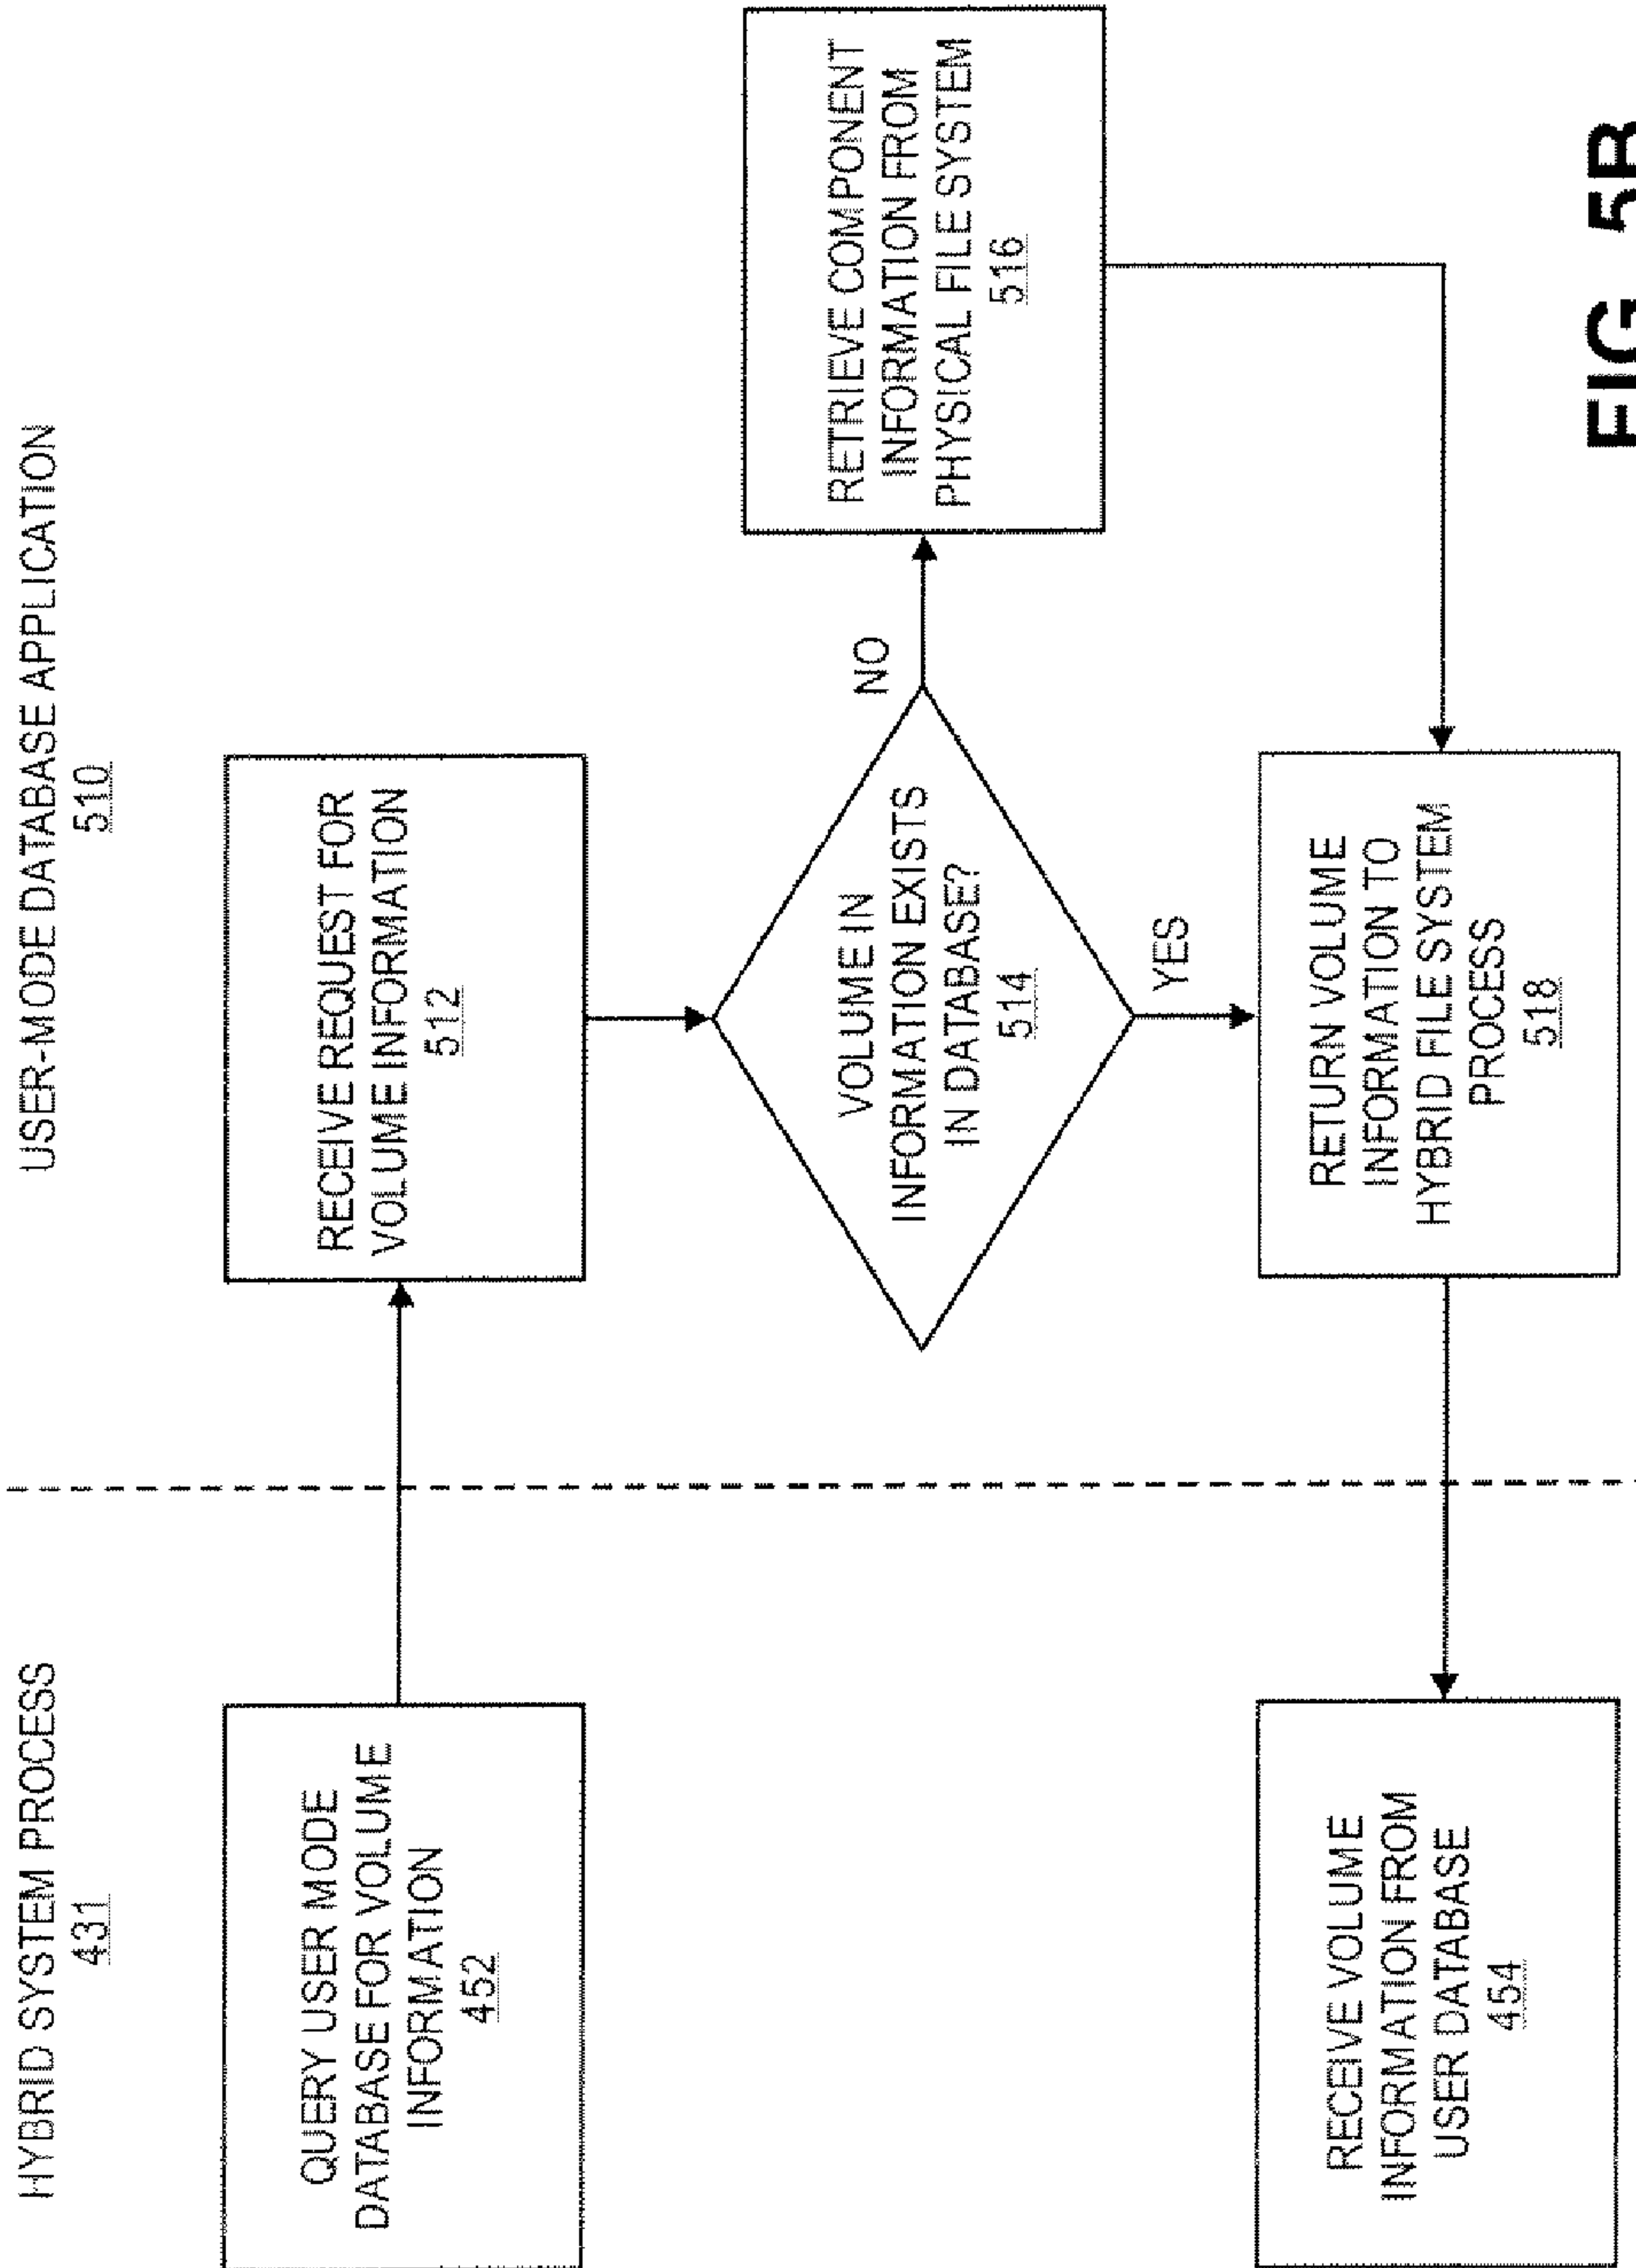 HYBRID SYSTEM PROCESS
431
USER-MODE DATABASE APPLICATION
510
QUERY USER MODE
DATABASE FOR VOLUME
INFORMATION
452
RECEIVE REQUEST FOR
VOLUME INFORMATION
512
VOLUME IN
INFORMATION EXISTS
IN DATABASE?
514
NO
RETRIEVE COMPONENT
INFORMATION FROM
PHYSICAL FILE SYSTEM
516
YES
RETURN VOLUME
INFORMATION TO
HYBRID FILE SYSTEM
PROCESS
518
RECEIVE VOLUME
INFORMATION FROM
USER DATABASE
454
FIG. 5B